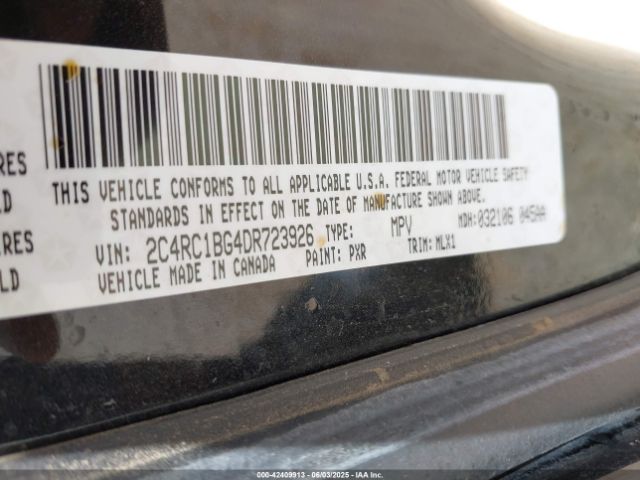 RES
THIS VEHICLE CONFORMS TO ALL APPLICABLE U.S.A. FEDERAL MOTOR VEHICLE SAFETY
LD
STANDARDS IN EFFECT ON THE DATE OF MANUFACTURE SHOWN ABOVE.
RES
VIN: 2C4RC1BG4DR723926 TYPE: MPV MDH: 032106 045AA
LD
VEHICLE MADE IN CANADA PAINT: PXR TRIM: MLX1
000-42409913 - 06/03/2025 - IAA Inc.